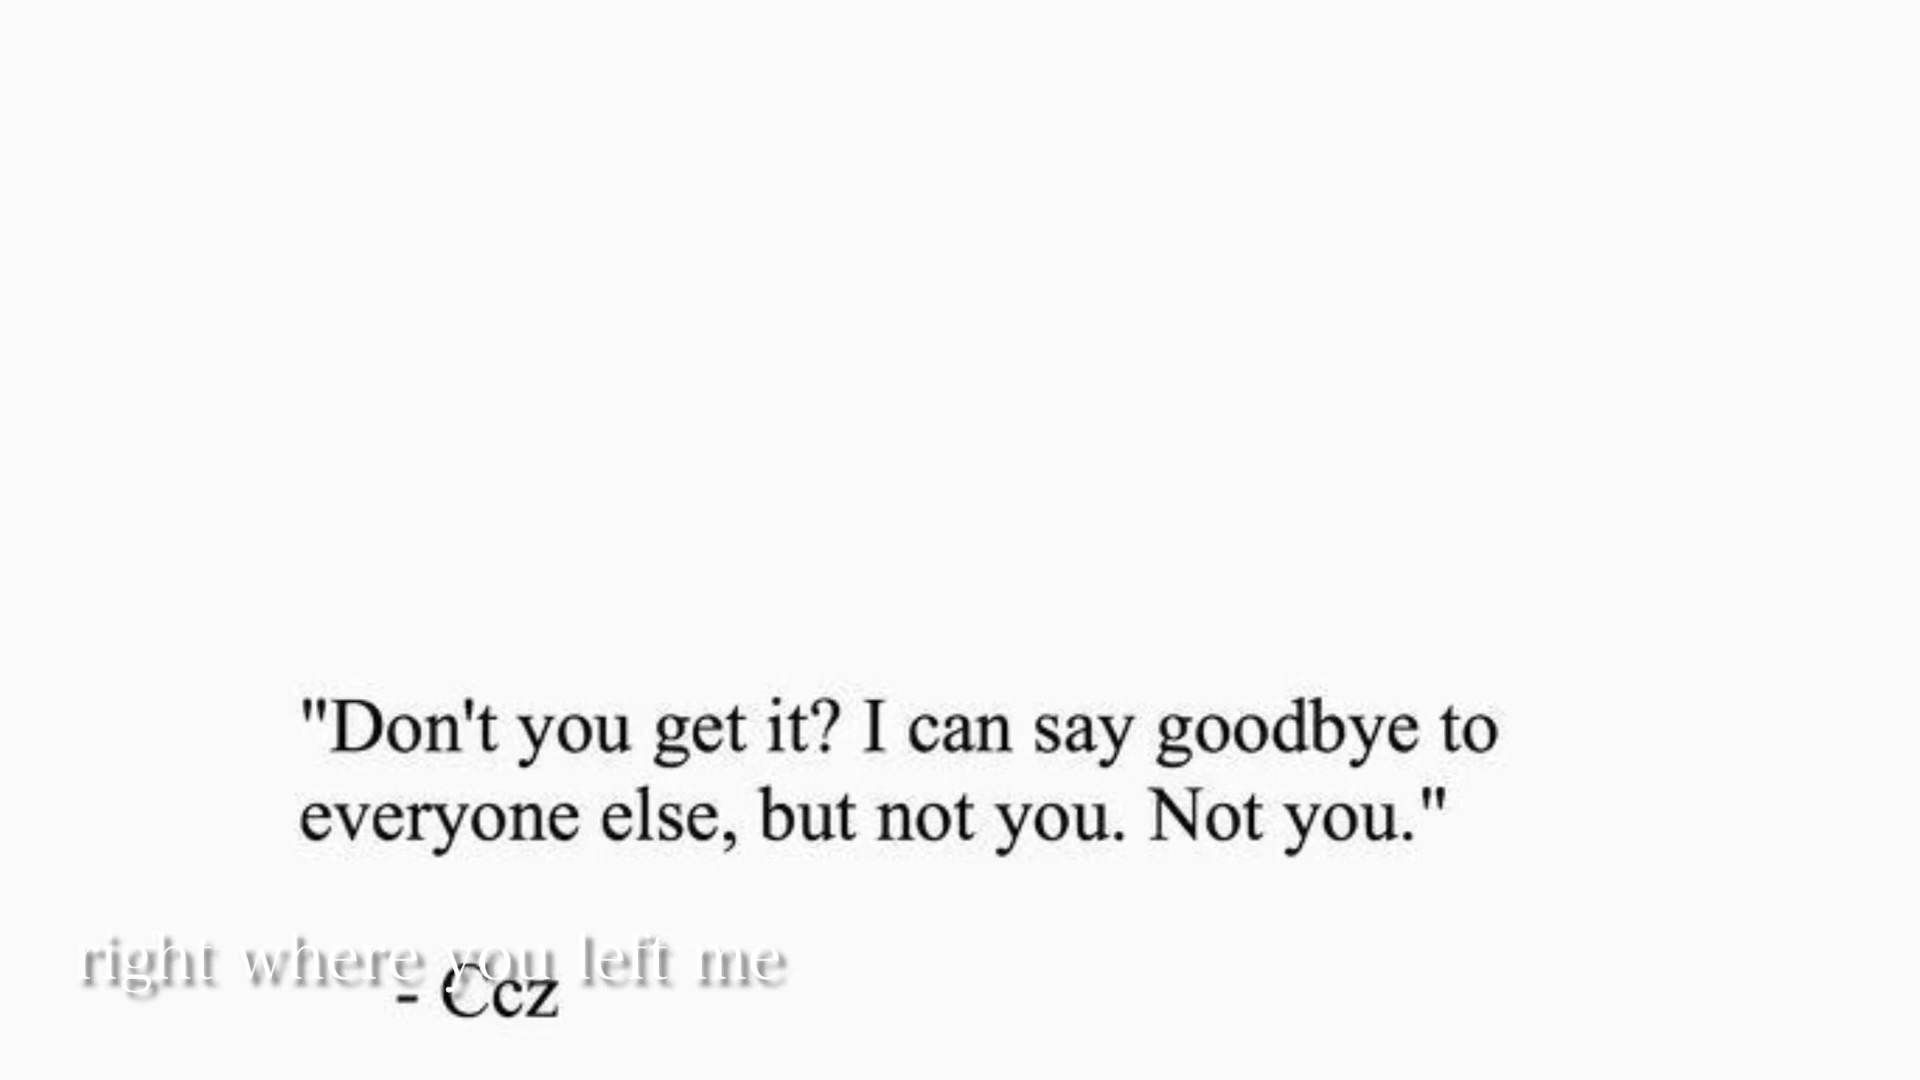 "Don't you get it? I can say goodbye to
everyone else, but not you. Not you."
right where you left me
- Ccz